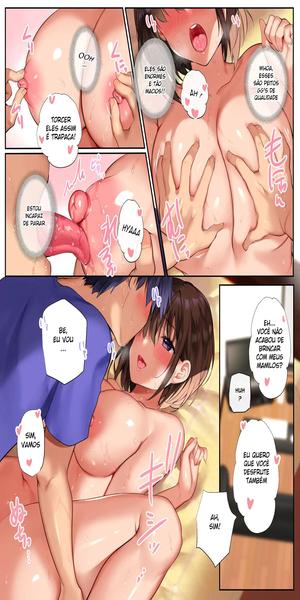 OOH
...
ELES SÃO
ENORMES
E TÃO
MACIOS!!
WHOA,
ESSES
SÃO PEITOS
GG'S DE
QUALIDADE
AH ♥
TORCER
ELES ASSIM
É TRAPAÇA!
ESTOU
INCAPAZ
DE PARAR.
HYAAA
EH...
VOCÊ NÃO
ACABOU DE
BRINCAR
COM MEUS
MAMILOS?
HUH
?
BE,
EU VOU
...
EU QUERO
QUE VOCÊ
DESFRUTE
TAMBÉM
SIM,
VAMOS
AH, SIM!